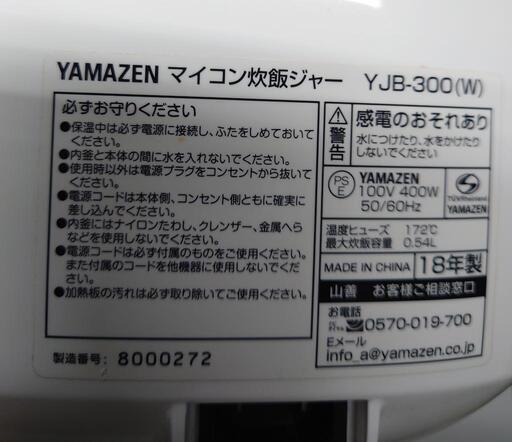 YAMAZEN マイコン炊飯ジャー YJB-300(W)
必ずお守りください
●保温中は必ず電源に接続し、ふたをしめておいて
ください。
●内釜と本体の間に水を入れないでください。
●使用時以外は電源プラグをコンセントから抜いて
ください。
●電源コードは本体側、コンセント側ともに確実に
差し込んでください。
●内釜にはナイロンたわし、クレンザー、金属へら
などを使用しないでください。
●電源コードは必ず付属のものをご使用ください。
また付属のコードを他機器に使用しないでくださ
い。
●加熱板の汚れは必ず取り除いてご使用ください。
製造番号: 8000272
警告
感電のおそれあり
水につけたり、水をかけたり
しないでください
PS
E
YAMAZEN
100V 400W
50/60Hz
TÜVRheinland
YAMAZEN
温度ヒューズ 172℃
最大炊飯容量 0.54L
MADE IN CHINA
18年製
山善 お客様ご相談窓口
お電話
0570-019-700
Eメール
info_a@yamazen.co.jp